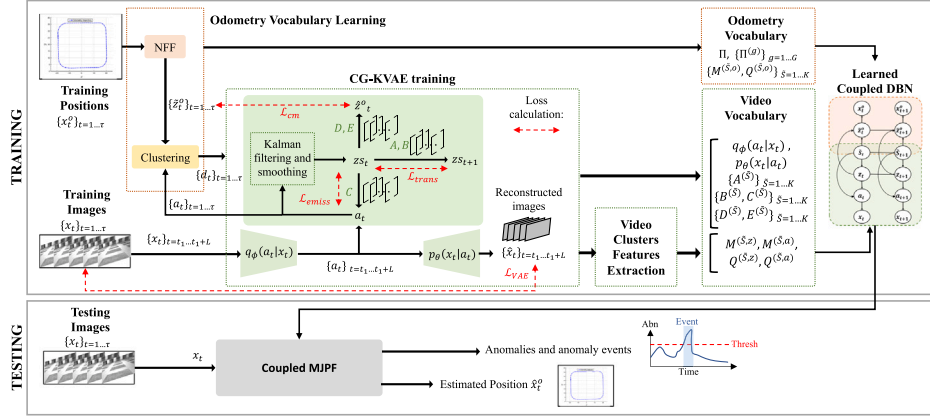 TRAINING
Odometry Vocabulary Learning
NFF
Training
Positions
{x_t^o}_{t=1…τ}
{z̃_t^o}_{t=1…τ}
Clustering
{d_t}_{t=1…τ}
CG-KVAE training
ℒ_cm
ẑ^o_t
D, E
A, B
Loss
calculation:
Kalman
filtering and
smoothing
zs_t
zs_{t+1}
ℒ_trans
ℒ_emiss
C
a_t
{a_t}_{t=1…τ}
Training
Images
{x_t}_{t=1…τ}
{x_t}_{t=t_1…t_1+L}
q_ϕ(a_t|x_t)
{a_t}_{t=t_1…t_1+L}
p_θ(x_t|a_t)
Reconstructed
images
{x̂_t}_{t=t_1…t_1+L}
ℒ_VAE
Video
Clusters
Features
Extraction
Odometry
Vocabulary
Π, {Π^(g)}_{g=1…G}
{M^(S̃,o), Q^(S̃,o)}_{S̃=1…K}
Video
Vocabulary
q_ϕ(a_t|x_t) ,
p_θ(x_t|a_t)
{A^(S̃)}_{S̃=1…K}
{B^(S̃), C^(S̃)}_{S̃=1…K}
{D^(S̃), E^(S̃)}_{S̃=1…K}
M^(S̃,z), M^(S̃,a),
Q^(S̃,z), Q^(S̃,a)
Learned
Coupled DBN
TESTING
Testing
Images
{x_t}_{t=1…τ}
x_t
Coupled MJPF
Anomalies and anomaly events
Estimated Position x̂_t^o
Abn
Event
Thresh
Time